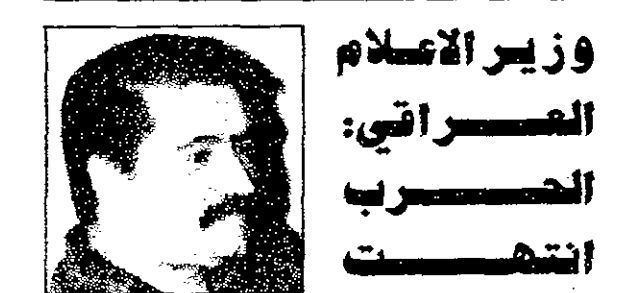 وزير الاعلام
العراقي:
الحرب
انتهت